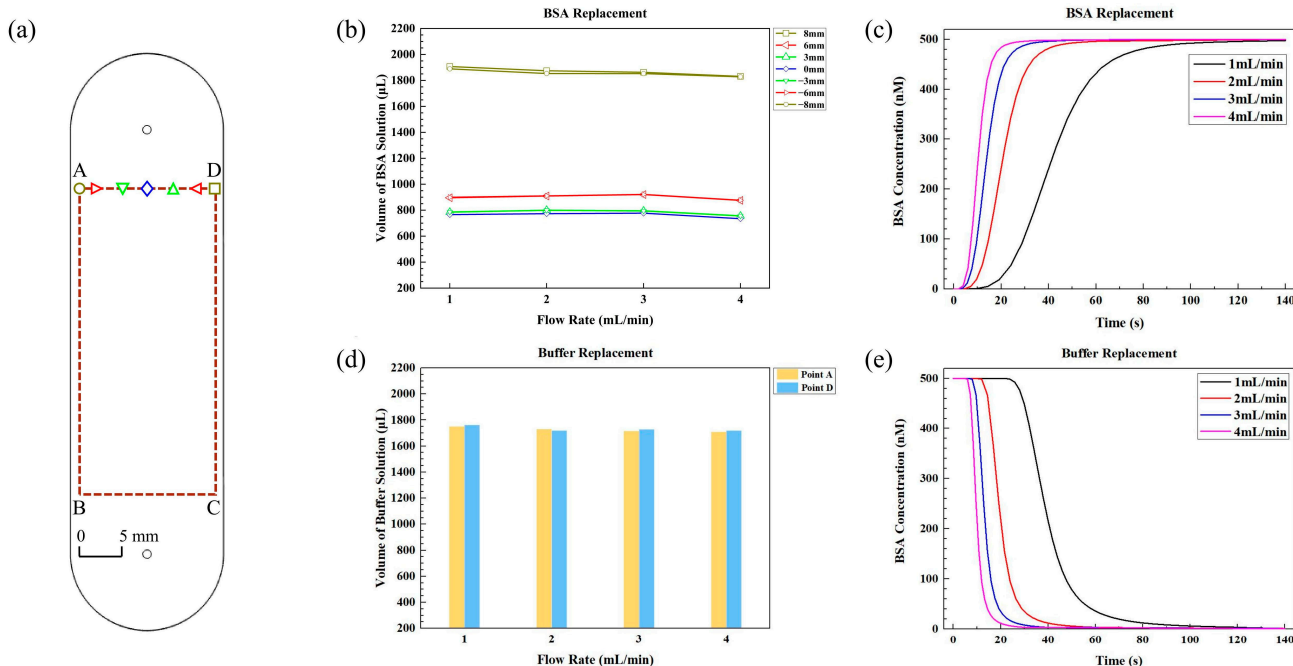 (a)
A
D
B
C
0
5 mm
(b)
BSA Replacement
Volume of BSA Solution (µL)
2200
2000
1800
1600
1400
1200
1000
800
600
400
200
1
2
3
4
Flow Rate (mL/min)
8mm
6mm
3mm
0mm
−3mm
−6mm
−8mm
(c)
BSA Replacement
BSA Concentration (nM)
500
400
300
200
100
0
0
20
40
60
80
100
120
140
Time (s)
1mL/min
2mL/min
3mL/min
4mL/min
(d)
Buffer Replacement
Volume of Buffer Solution (µL)
2200
2000
1800
1600
1400
1200
1000
800
600
400
200
1
2
3
4
Flow Rate (mL/min)
Point A
Point D
(e)
Buffer Replacement
BSA Concentration (nM)
500
400
300
200
100
0
0
20
40
60
80
100
120
140
Time (s)
1mL/min
2mL/min
3mL/min
4mL/min